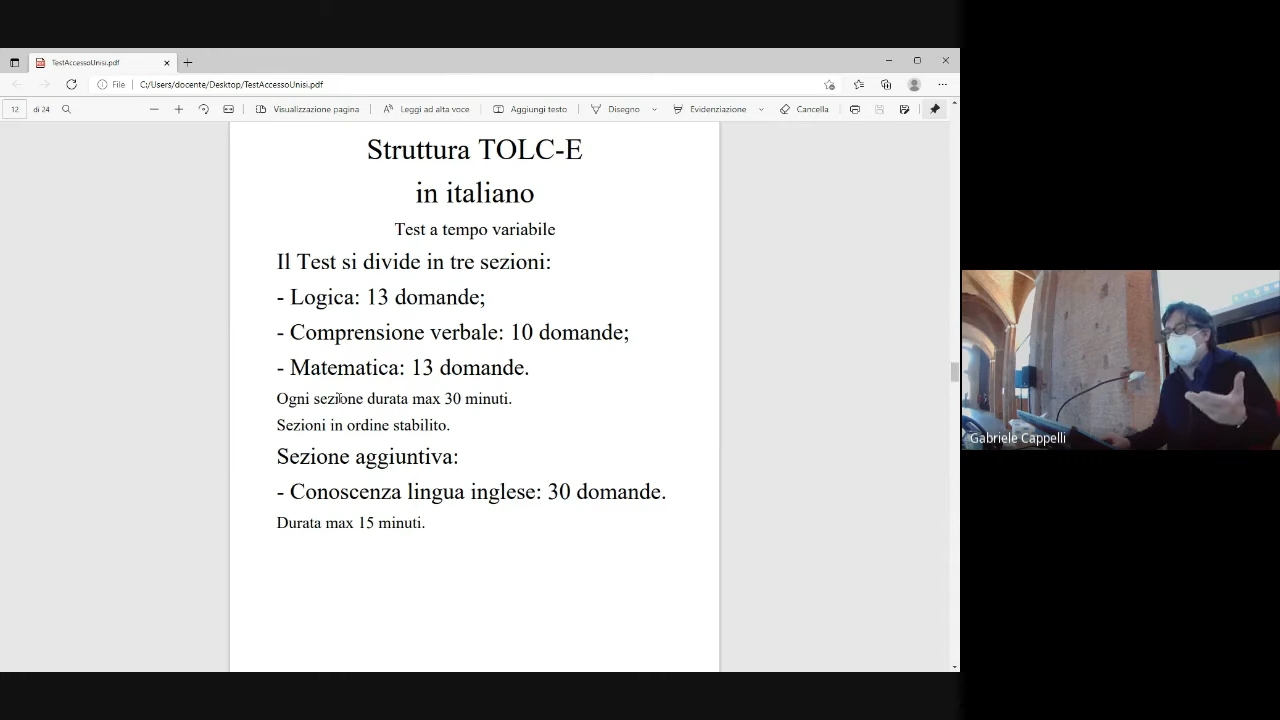 TestAccessoUnisi.pdf
File C:/Users/docente/Desktop/TestAccessoUnisi.pdf
12 di 24 Visualizzazione pagina Leggi ad alta voce Aggiungi testo Disegno Evidenziazione Cancella
Struttura TOLC-E
in italiano
Test a tempo variabile
Il Test si divide in tre sezioni:
- Logica: 13 domande;
- Comprensione verbale: 10 domande;
- Matematica: 13 domande.
Ogni sezione durata max 30 minuti.
Sezioni in ordine stabilito.
Sezione aggiuntiva:
- Conoscenza lingua inglese: 30 domande.
Durata max 15 minuti.
Gabriele Cappelli